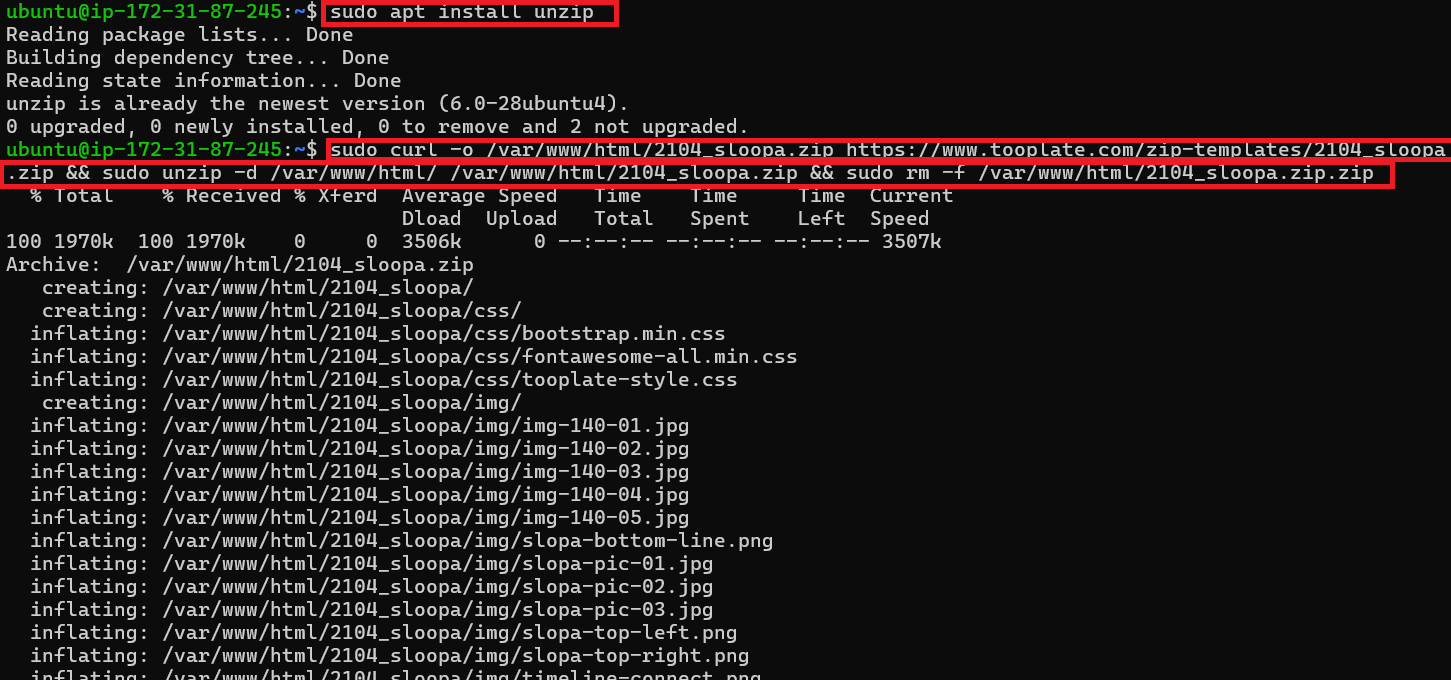 ubuntu@ip-172-31-87-245:~$ sudo apt install unzip
Reading package lists... Done
Building dependency tree... Done
Reading state information... Done
unzip is already the newest version (6.0-28ubuntu4).
0 upgraded, 0 newly installed, 0 to remove and 2 not upgraded.
ubuntu@ip-172-31-87-245:~$ sudo curl -o /var/www/html/2104_sloopa.zip https://www.tooplate.com/zip-templates/2104_sloopa
.zip && sudo unzip -d /var/www/html/ /var/www/html/2104_sloopa.zip && sudo rm -f /var/www/html/2104_sloopa.zip.zip
  % Total    % Received % Xferd  Average Speed   Time    Time     Time  Current
                                 Dload  Upload   Total   Spent    Left  Speed
100 1970k  100 1970k    0     0  3506k      0 --:--:-- --:--:-- --:--:-- 3507k
Archive:  /var/www/html/2104_sloopa.zip
   creating: /var/www/html/2104_sloopa/
   creating: /var/www/html/2104_sloopa/css/
  inflating: /var/www/html/2104_sloopa/css/bootstrap.min.css
  inflating: /var/www/html/2104_sloopa/css/fontawesome-all.min.css
  inflating: /var/www/html/2104_sloopa/css/tooplate-style.css
   creating: /var/www/html/2104_sloopa/img/
  inflating: /var/www/html/2104_sloopa/img/img-140-01.jpg
  inflating: /var/www/html/2104_sloopa/img/img-140-02.jpg
  inflating: /var/www/html/2104_sloopa/img/img-140-03.jpg
  inflating: /var/www/html/2104_sloopa/img/img-140-04.jpg
  inflating: /var/www/html/2104_sloopa/img/img-140-05.jpg
  inflating: /var/www/html/2104_sloopa/img/slopa-bottom-line.png
  inflating: /var/www/html/2104_sloopa/img/slopa-pic-01.jpg
  inflating: /var/www/html/2104_sloopa/img/slopa-pic-02.jpg
  inflating: /var/www/html/2104_sloopa/img/slopa-pic-03.jpg
  inflating: /var/www/html/2104_sloopa/img/slopa-top-left.png
  inflating: /var/www/html/2104_sloopa/img/slopa-top-right.png
  inflating: /var/www/html/2104_sloopa/img/timeline-connect.png